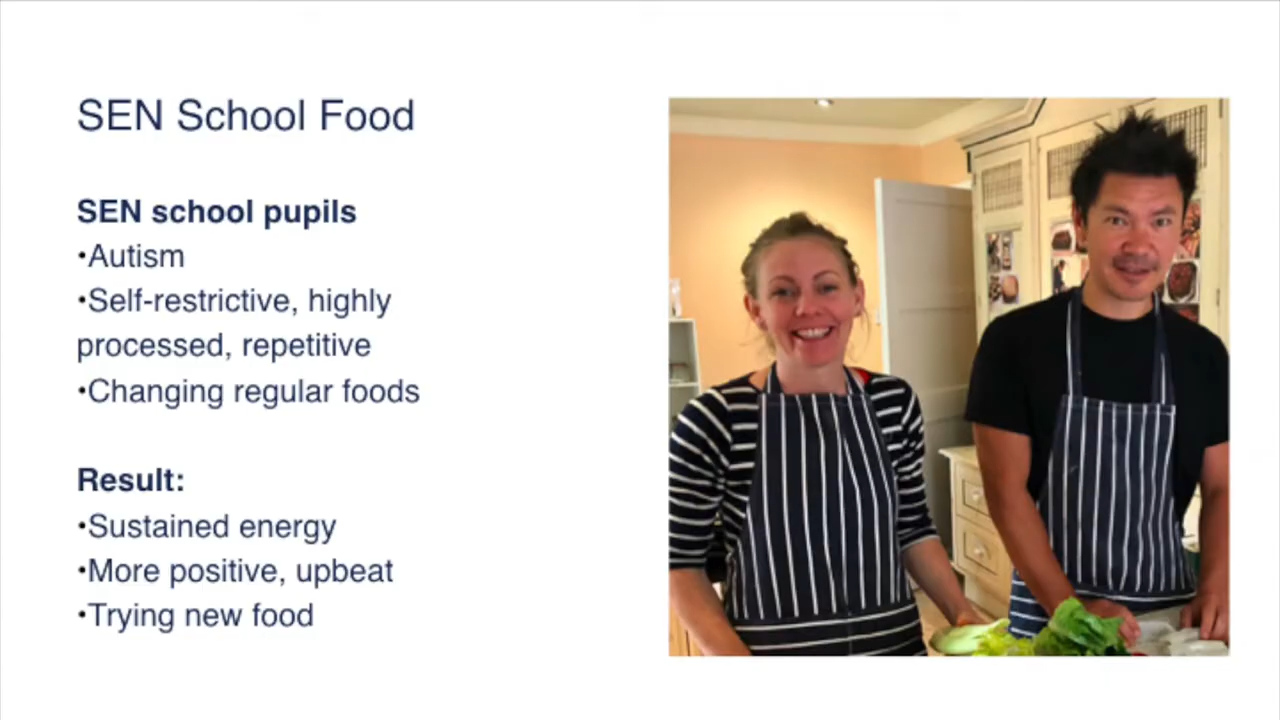 SEN School Food
SEN school pupils
•Autism
•Self-restrictive, highly
processed, repetitive
•Changing regular foods
Result:
•Sustained energy
•More positive, upbeat
•Trying new food